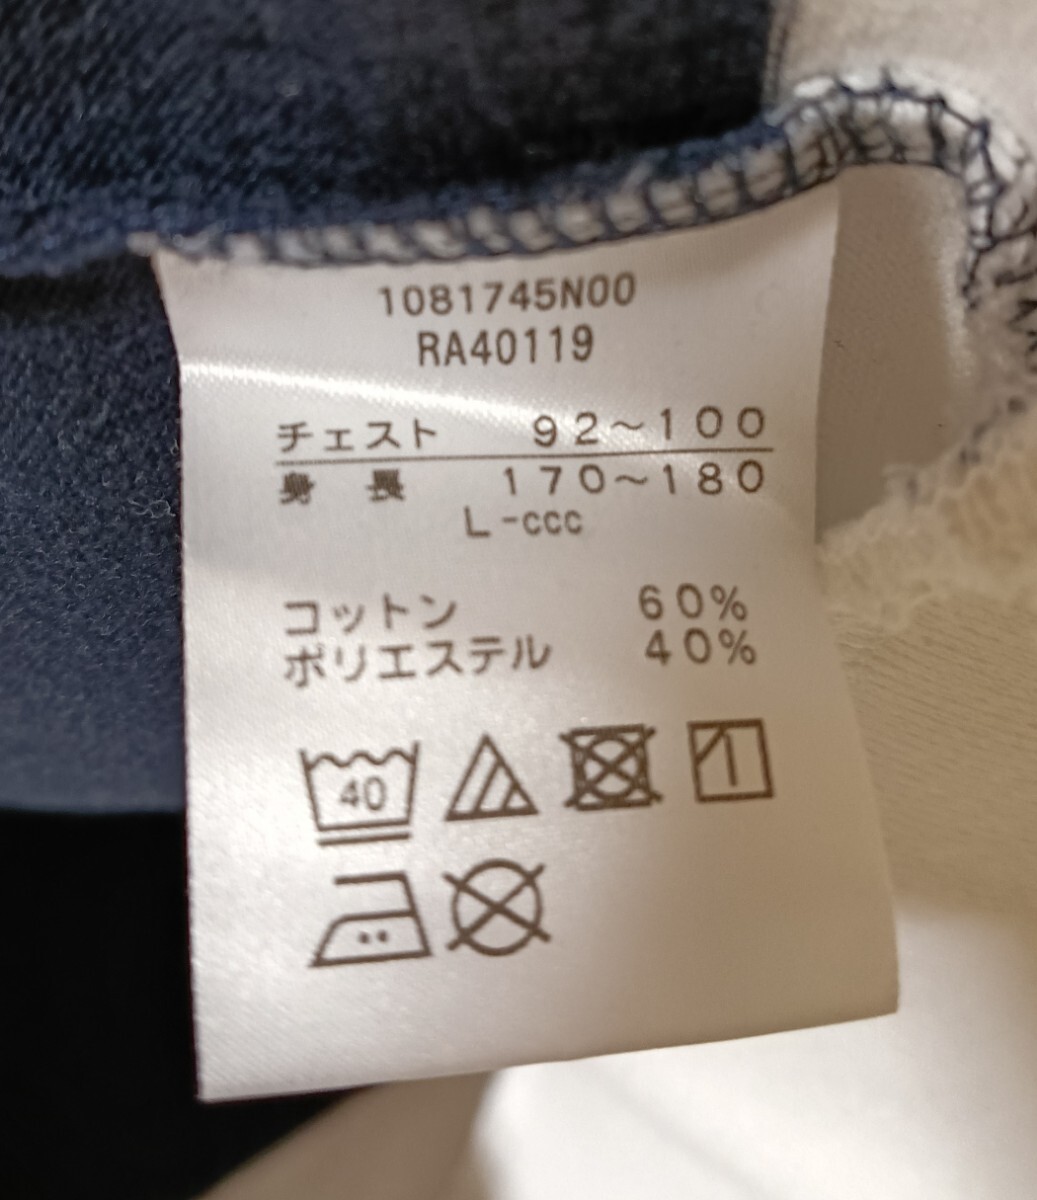 1081745N00
RA40119
チェスト 92～100
身長 170～180
L-ccc
コットン 60%
ポリエステル 40%
40